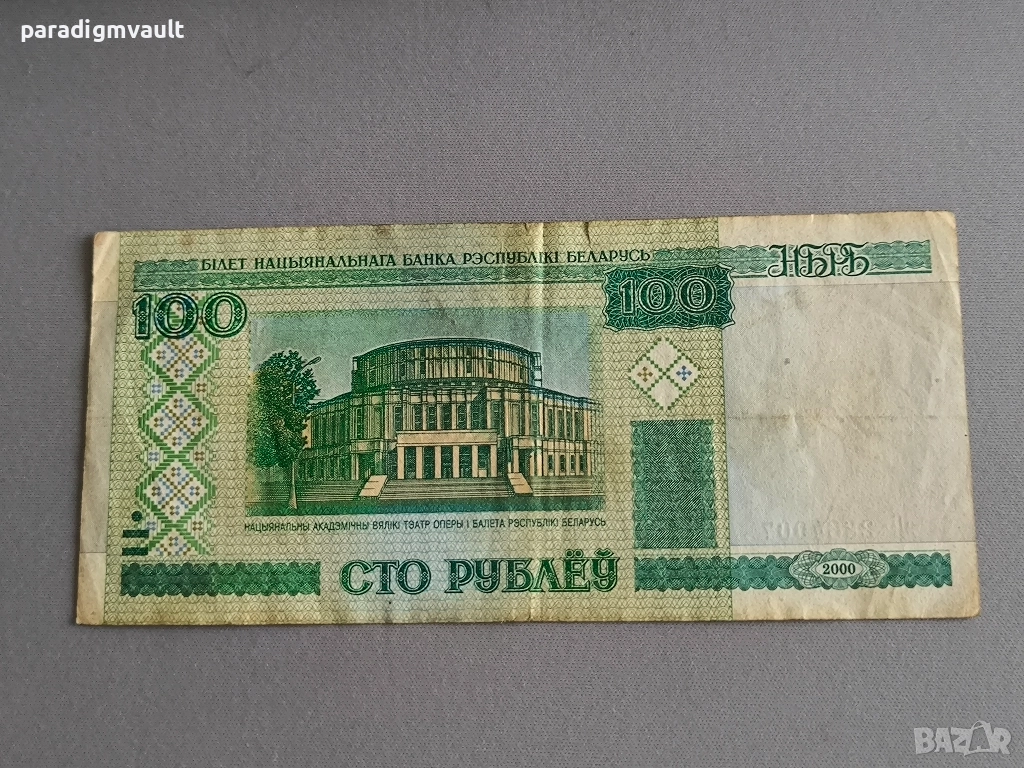 paradigmvault
БІЛЕТ НАЦЫЯНАЛЬНАГА БАНКА РЭСПУБЛІКІ БЕЛАРУСЬ
НБРБ
100
100
НАЦЫЯНАЛЬНЫ АКАДЭМІЧНЫ ВЯЛІКІ ТЭАТР ОПЕРЫ І БАЛЕТА РЭСПУБЛІКІ БЕЛАРУСЬ
СТО РУБЛЁЎ
2000
BAZAR